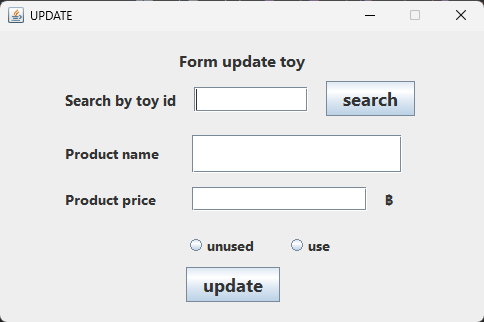 UPDATE
Form update toy
Search by toy id search
Product name
Product price ฿
unused use
update